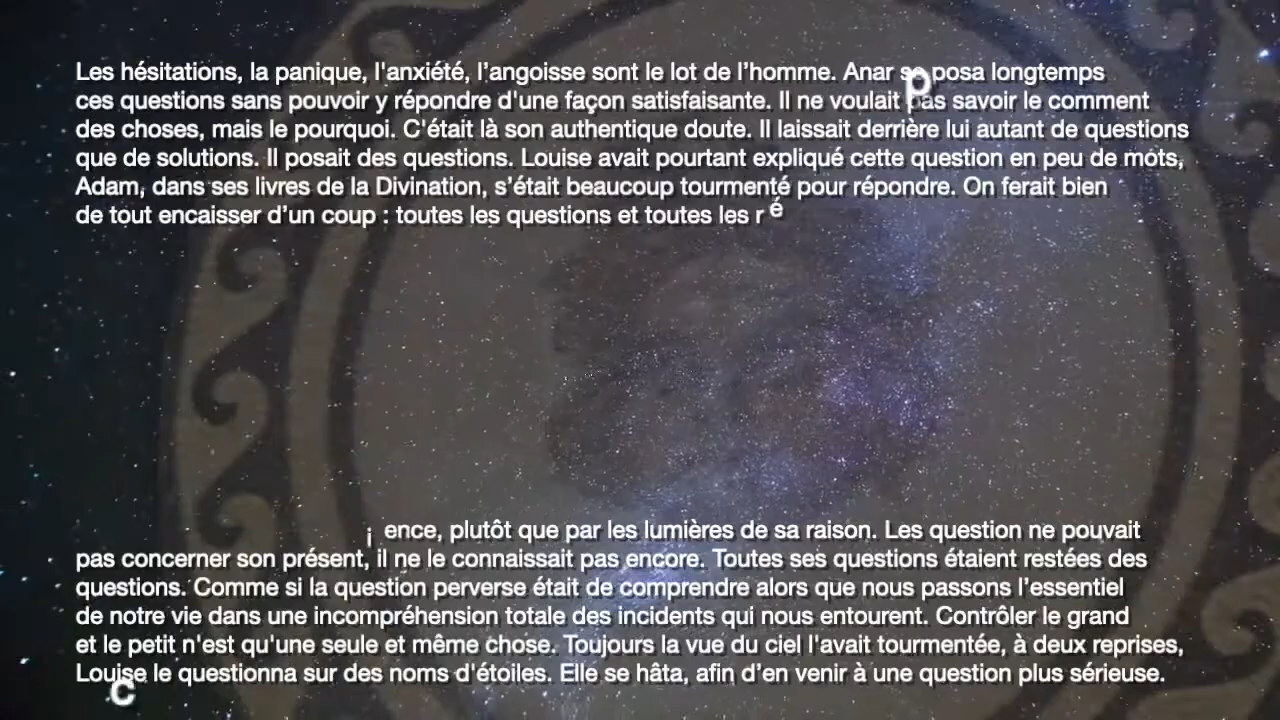 Les hésitations, la panique, l'anxiété, l’angoisse sont le lot de l’homme. Anar se posa longtemps
ces questions sans pouvoir y répondre d'une façon satisfaisante. Il ne voulait pas savoir le comment
des choses, mais le pourquoi. C'était là son authentique doute. Il laissait derrière lui autant de questions
que de solutions. Il posait des questions. Louise avait pourtant expliqué cette question en peu de mots,
Adam, dans ses livres de la Divination, s’était beaucoup tourmenté pour répondre. On ferait bien
de tout encaisser d’un coup : toutes les questions et toutes les r é
p
i ence, plutôt que par les lumières de sa raison. Les question ne pouvait
pas concerner son présent, il ne le connaissait pas encore. Toutes ses questions étaient restées des
questions. Comme si la question perverse était de comprendre alors que nous passons l’essentiel
de notre vie dans une incompréhension totale des incidents qui nous entourent. Contrôler le grand
et le petit n'est qu'une seule et même chose. Toujours la vue du ciel l'avait tourmentée, à deux reprises,
Louise le questionna sur des noms d'étoiles. Elle se hâta, afin d’en venir à une question plus sérieuse.
c